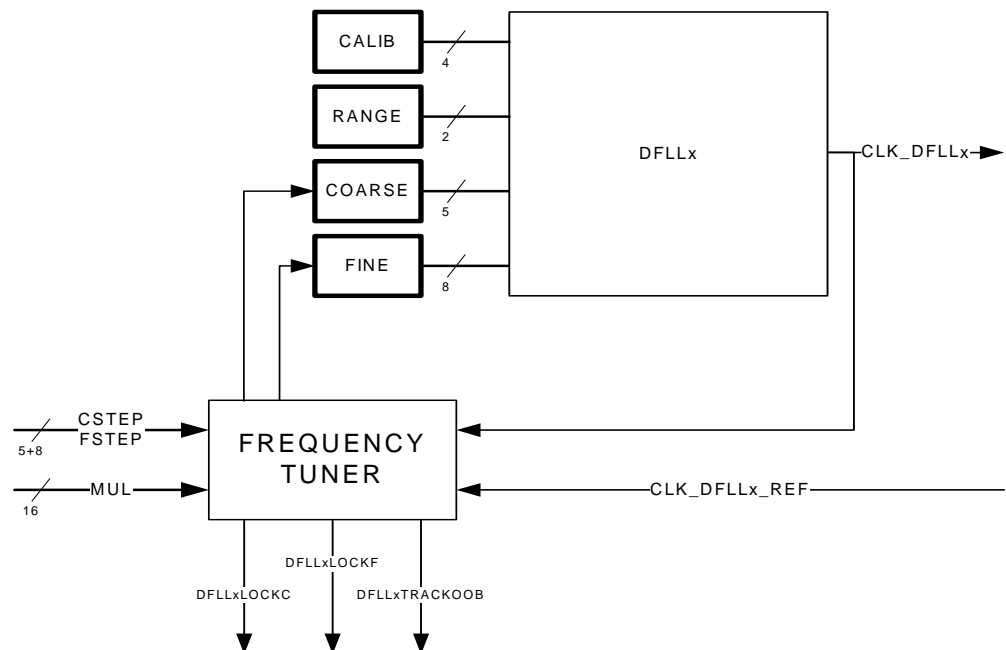 CALIB
4
RANGE
2
DFLLx
CLK_DFLLx
COARSE
5
FINE
8
CSTEP
FSTEP
5+8
FREQUENCY
TUNER
MUL
16
CLK_DFLLx_REF
DFLLxLOCKF
DFLLxLOCKC
DFLLxTRACKOOB